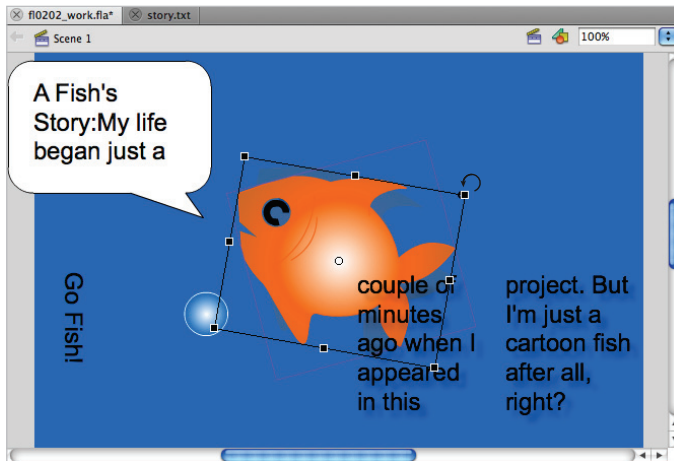 fl0202_work.fla*
story.txt
Scene 1
100%
A Fish's
Story:My life
began just a
Go Fish!
couple of
minutes
ago when I
appeared
in this
project. But
I'm just a
cartoon fish
after all,
right?